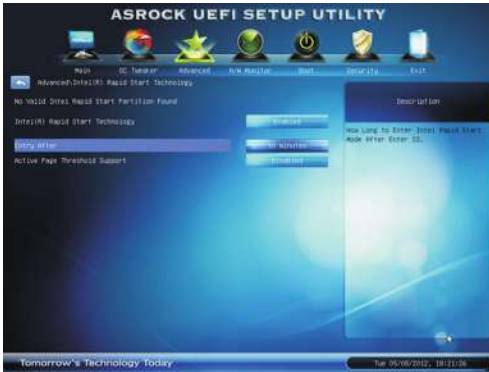 ASROCK UEFI SETUP UTILITY
Main OC Tweaker Advanced H/W Monitor Boot Security Exit
Advanced\Intel(R) Rapid Start Technology
No Valid Intel Rapid Start Partition Found
Intel(R) Rapid Start Technology Enabled
Entry After 10 Minutes
Active Page Threshold Support Disabled
Description
How Long to Enter Intel Rapid Start
Mode After Enter S3.
Tomorrow's Technology Today
Tue 05/08/2012, 18:21:26